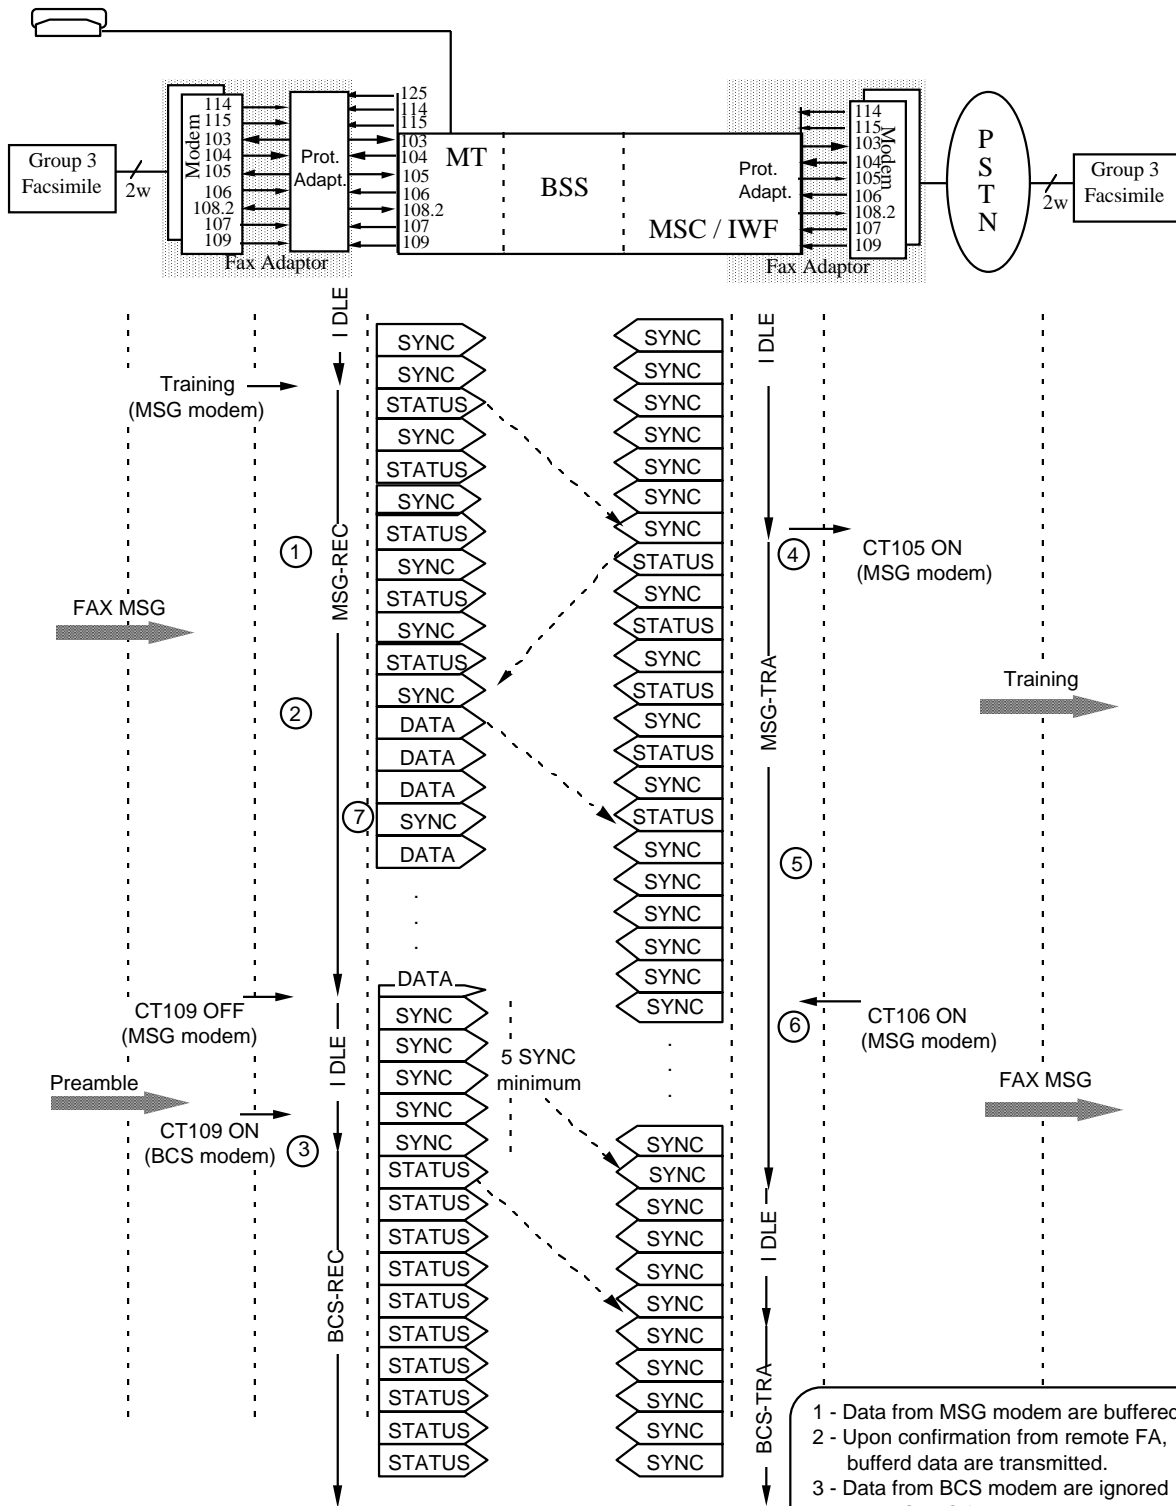 125
114
114
114
115
115
115
103
103
103
104
104
104
105
105
105
106
106
106
108.2
108.2
108.2
107
107
107
109
109
109
Modem
Prot.
Adapt.
MT
BSS
Prot.
Adapt.
MSC / IWF
Modem
P
S
T
N
Group 3
Facsimile
2w
2w
Group 3
Facsimile
Fax Adaptor
Fax Adaptor
I DLE
I DLE
SYNC
SYNC
SYNC
SYNC
Training
(MSG modem)
STATUS
SYNC
SYNC
SYNC
STATUS
SYNC
SYNC
SYNC
STATUS
SYNC
1
MSG-REC
4
CT105 ON
(MSG modem)
SYNC
STATUS
STATUS
SYNC
FAX MSG
SYNC
STATUS
STATUS
SYNC
SYNC
STATUS
MSG-TRA
Training
2
DATA
SYNC
DATA
STATUS
DATA
SYNC
7
SYNC
STATUS
DATA
SYNC
5
SYNC
.
SYNC
.
SYNC
.
SYNC
DATA
SYNC
CT109 OFF
(MSG modem)
SYNC
6
CT106 ON
(MSG modem)
I DLE
SYNC
5 SYNC
minimum
.
.
.
SYNC
Preamble
FAX MSG
SYNC
CT109 ON
(BCS modem)
3
SYNC
SYNC
STATUS
SYNC
STATUS
SYNC
I DLE
STATUS
SYNC
BCS-REC
STATUS
SYNC
STATUS
SYNC
STATUS
SYNC
STATUS
SYNC
BCS-TRA
STATUS
SYNC
STATUS
SYNC
STATUS
SYNC
1 - Data from MSG modem are buffered
2 - Upon confirmation from remote FA,
bufferd data are transmitted.
3 - Data from BCS modem are ignored